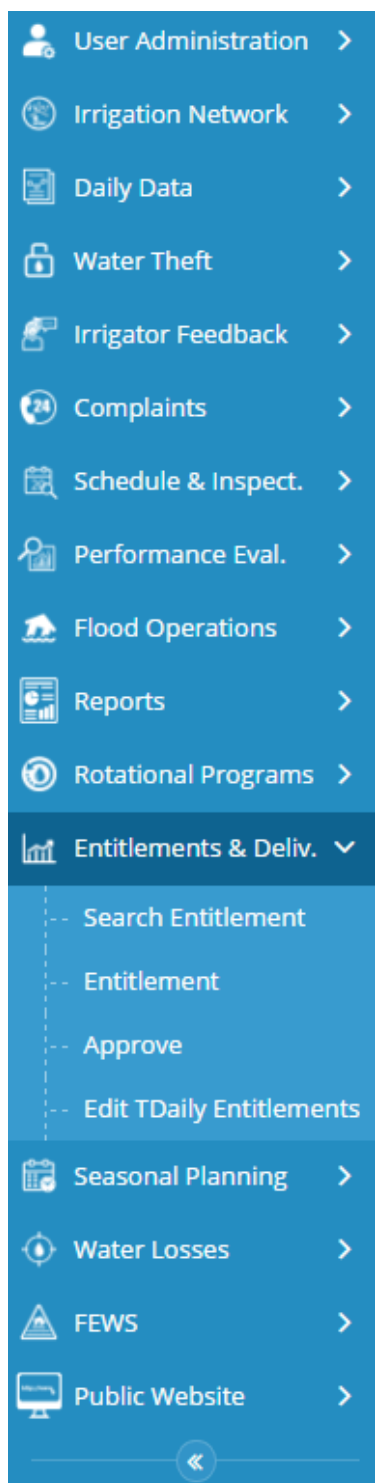 User Administration
Irrigation Network
Daily Data
Water Theft
Irrigator Feedback
24
Complaints
Schedule & Inspect.
Performance Eval.
Flood Operations
Reports
Rotational Programs
Entitlements & Deliv.
Search Entitlement
Entitlement
Approve
Edit TDaily Entitlements
Seasonal Planning
Water Losses
FEWS
Public Website